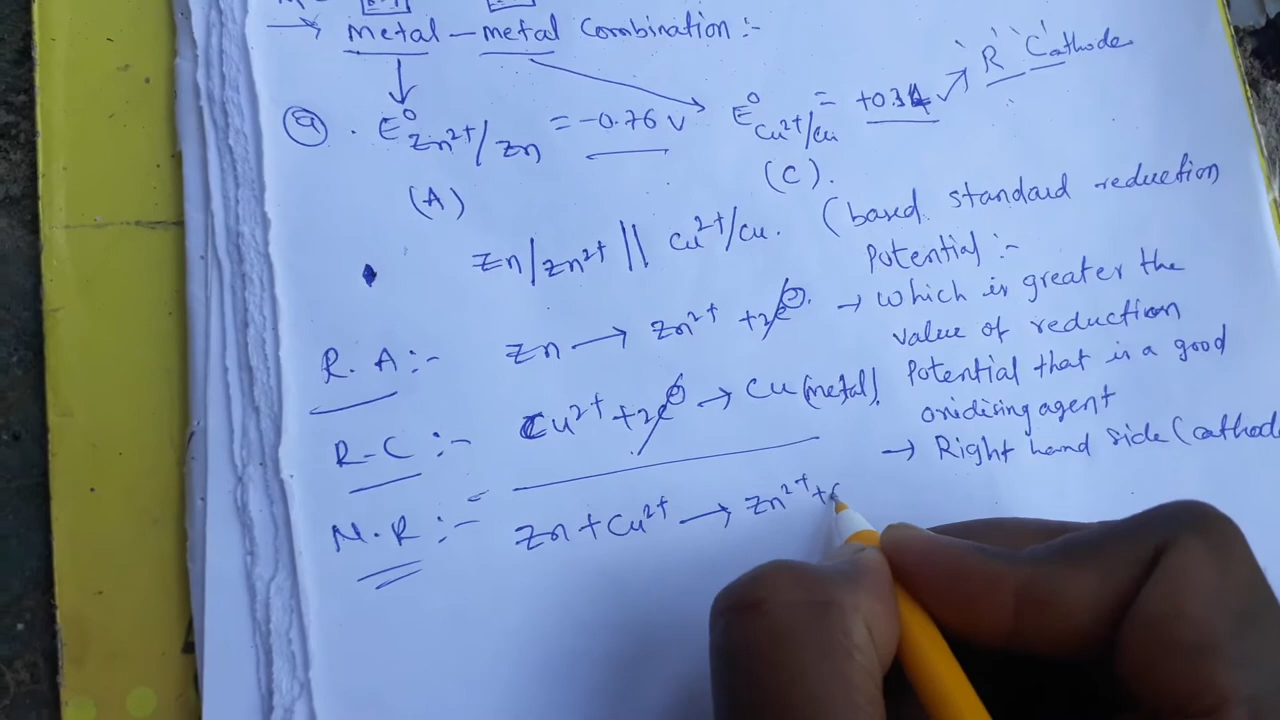 → Metal - metal Combination :-
'R' 'Cathode
(a). E⁰ Zn²⁺/Zn = -0.76 V E⁰ Cu²⁺/Cu = +0.34
(A) (C).
Zn/Zn²⁺ || Cu²⁺/Cu. (based standard reduction
Potential :-
R.A :- Zn → Zn²⁺ + 2e⊖. → Which is greater the
value of reduction
R-C :- Cu²⁺ + 2e⊖ → Cu (metal). Potential that is a good
oxidising agent
→ Right hand side (cathod
N.R :- Zn + Cu²⁺ → Zn²⁺ +